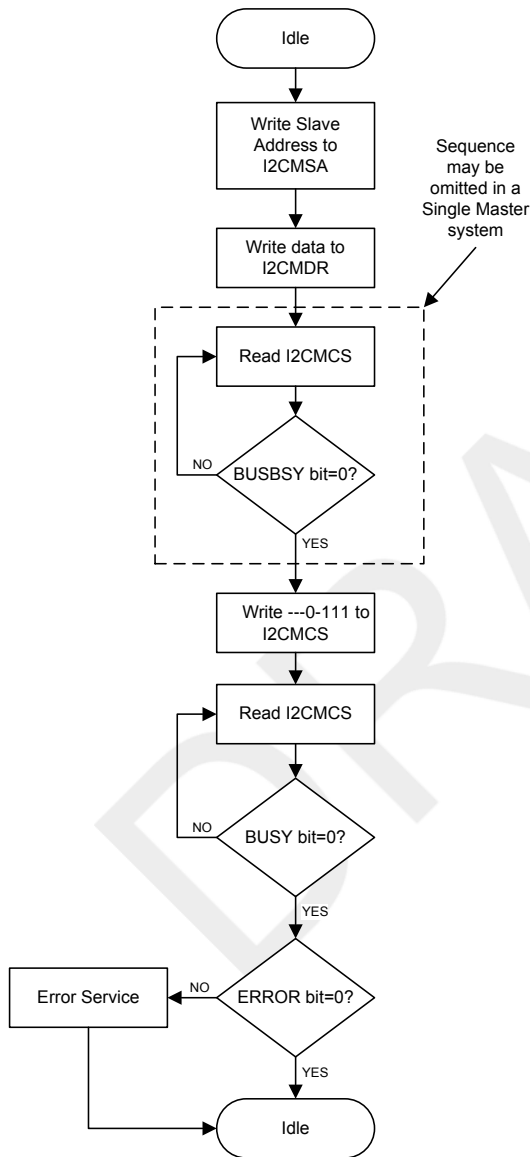 Idle
Write Slave
Address to
I2CMSA
Sequence
may be
omitted in a
Single Master
system
Write data to
I2CMDR
Read I2CMCS
NO
BUSBSY bit=0?
YES
Write ---0-111 to
I2CMCS
Read I2CMCS
NO
BUSY bit=0?
YES
Error Service
NO
ERROR bit=0?
YES
Idle